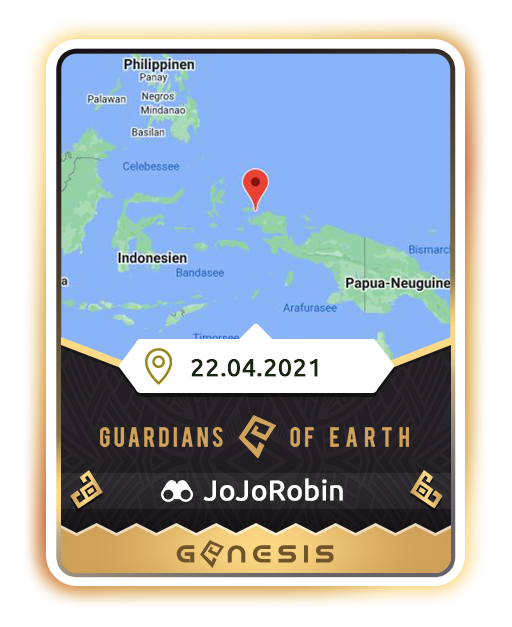 Philippinen
Panay
Palawan
Negros
Mindanao
Basilan
Celebessee
Indonesien
Bismarc
a
Bandasee
Papua-Neuguine
Arafurasee
Timorsee
22.04.2021
GUARDIANS OF EARTH
JoJoRobin
GENESIS